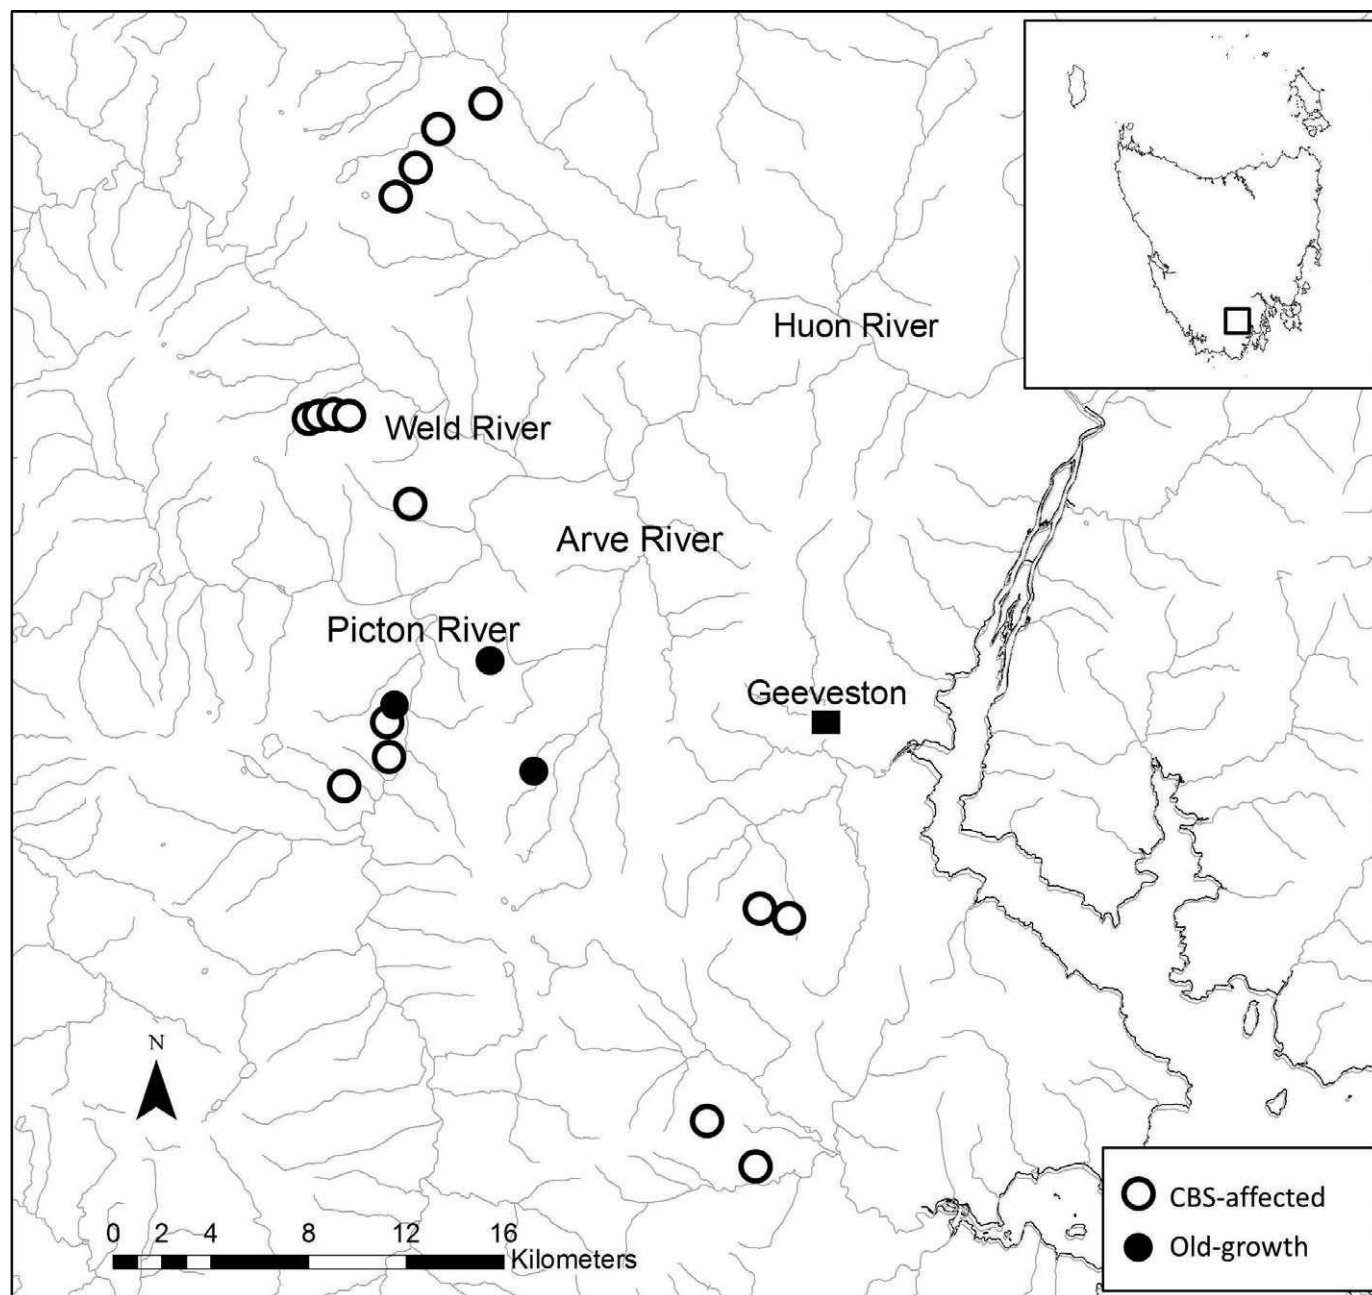 Huon River
Weld River
Arve River
Picton River
Geeveston
N
0 2 4 8 12 16
Kilometers
CBS-affected
Old-growth